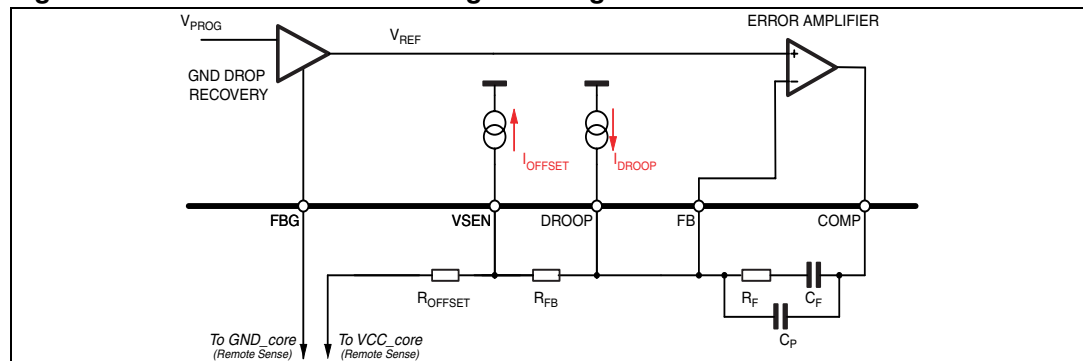 V_PROG
V_REF
ERROR AMPLIFIER
GND DROP
RECOVERY
+
−
I_OFFSET
I_DROOP
FBG
VSEN
DROOP
FB
COMP
R_OFFSET
R_FB
R_F
C_F
C_P
To GND_core
(Remote Sense)
To VCC_core
(Remote Sense)